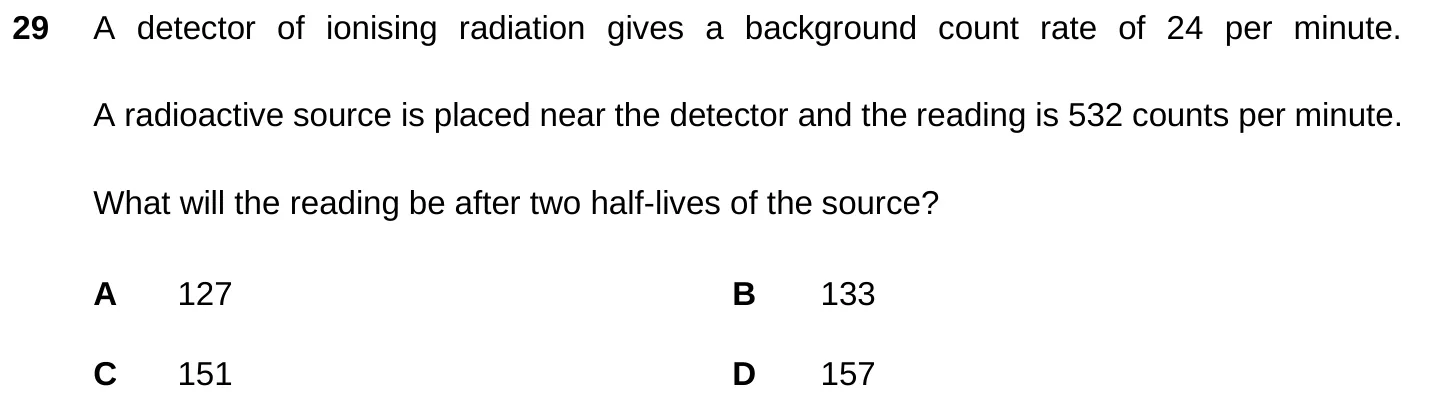 29 A detector of ionising radiation gives a background count rate of 24 per minute.
A radioactive source is placed near the detector and the reading is 532 counts per minute.
What will the reading be after two half-lives of the source?
A 127 B 133
C 151 D 157